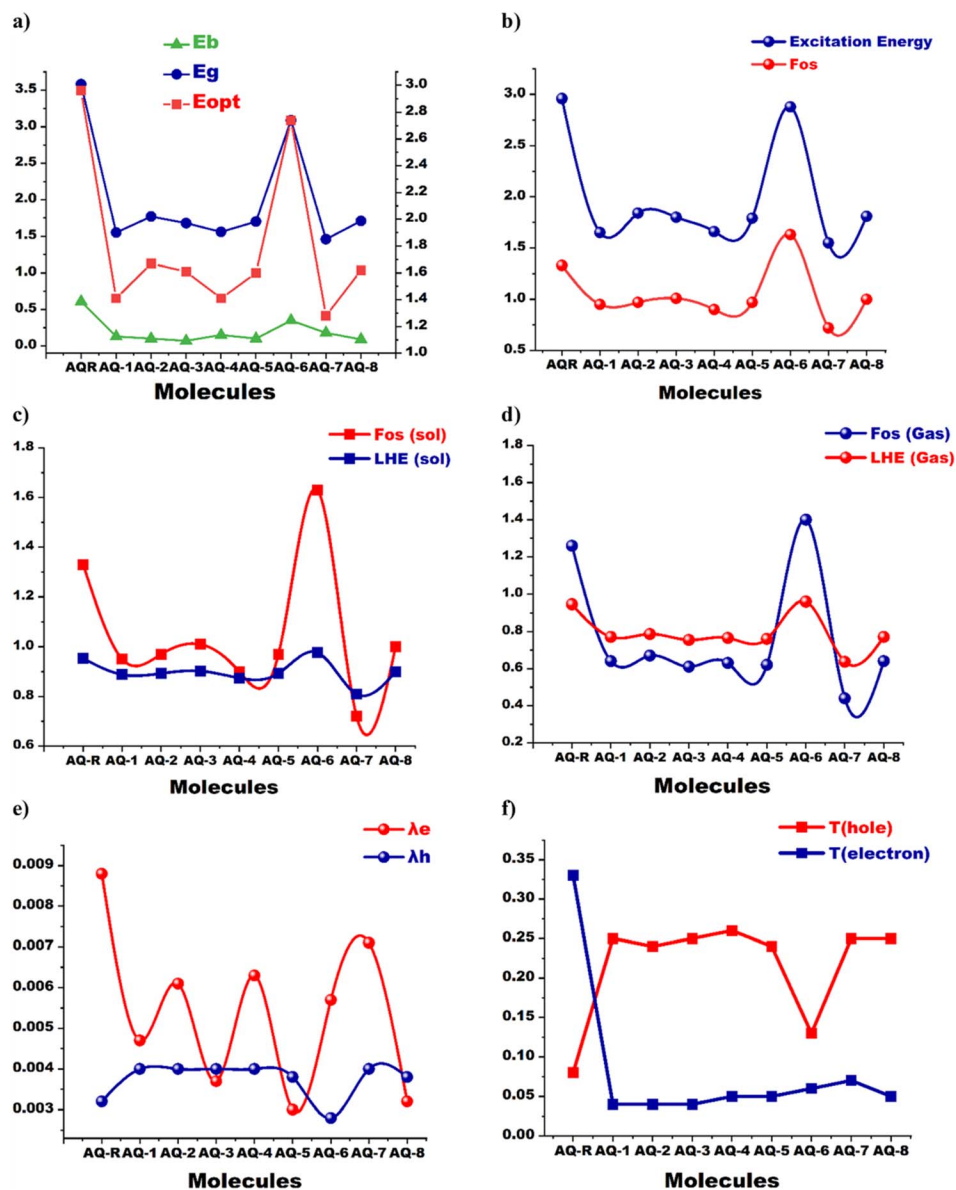 a)
Eb
Eg
Eopt
3.5
3.0
2.5
2.0
1.5
1.0
0.5
0.0
3.0
2.8
2.6
2.4
2.2
2.0
1.8
1.6
1.4
1.2
1.0
AQR AQ-1 AQ-2 AQ-3 AQ-4 AQ-5 AQ-6 AQ-7 AQ-8
Molecules
b)
Excitation Energy
Fos
3.0
2.5
2.0
1.5
1.0
0.5
AQR AQ-1 AQ-2 AQ-3 AQ-4 AQ-5 AQ-6 AQ-7 AQ-8
Molecules
c)
Fos (sol)
LHE (sol)
1.8
1.6
1.4
1.2
1.0
0.8
0.6
AQ-R AQ-1 AQ-2 AQ-3 AQ-4 AQ-5 AQ-6 AQ-7 AQ-8
Molecules
d)
Fos (Gas)
LHE (Gas)
1.8
1.6
1.4
1.2
1.0
0.8
0.6
0.4
0.2
AQ-R AQ-1 AQ-2 AQ-3 AQ-4 AQ-5 AQ-6 AQ-7 AQ-8
Molecules
e)
λe
λh
0.009
0.008
0.007
0.006
0.005
0.004
0.003
AQ-R AQ-1 AQ-2 AQ-3 AQ-4 AQ-5 AQ-6 AQ-7 AQ-8
Molecules
f)
T(hole)
T(electron)
0.35
0.30
0.25
0.20
0.15
0.10
0.05
0.00
AQ-R AQ-1 AQ-2 AQ-3 AQ-4 AQ-5 AQ-6 AQ-7 AQ-8
Molecules